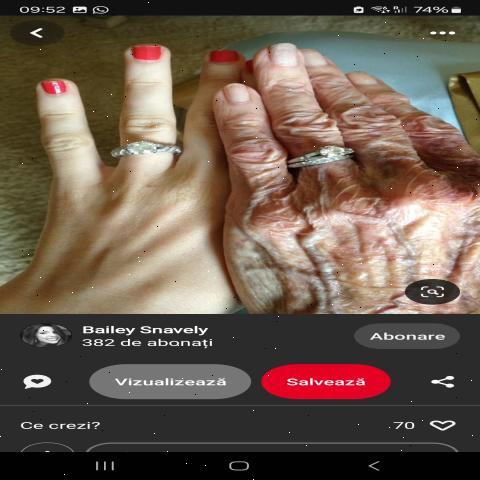 09:52
74%
Bailey Snavely
382 de abonați
Abonare
Vizualizează
Salvează
Ce crezi?
70